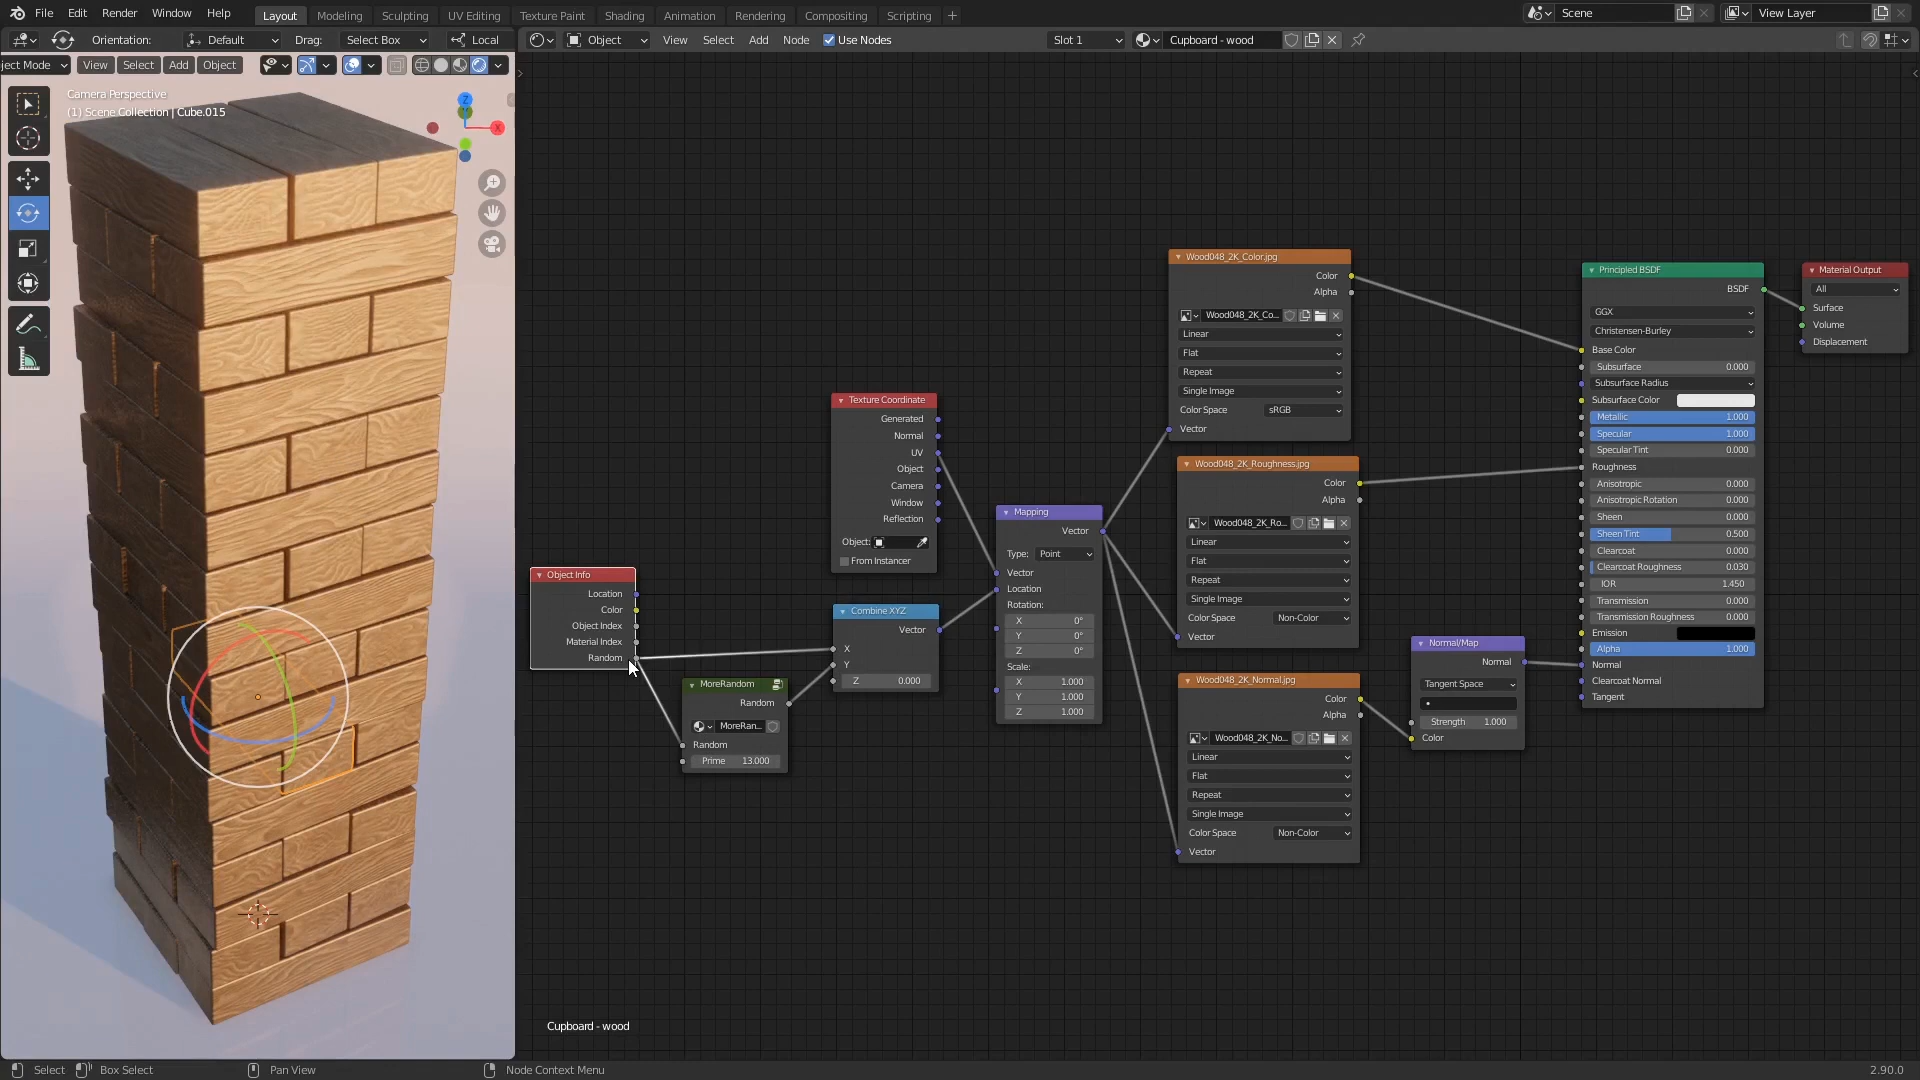 File Edit Render Window Help
Layout Modeling Sculpting UV Editing Texture Paint Shading Animation Rendering Compositing Scripting +
Scene
View Layer
Orientation: Default Drag: Select Box Local
Object View Select Add Node Use Nodes
Slot 1 Cupboard - wood
ject Mode View Select Add Object
Camera Perspective
(1) Scene Collection | Cube.015
Z
X
Object Info
Location
Color
Object Index
Material Index
Random
MoreRandom
Random
MoreRan...
Random
Prime 13.000
Texture Coordinate
Generated
Normal
UV
Object
Camera
Window
Reflection
Object:
From Instancer
Combine XYZ
Vector
X
Y
Z 0.000
Mapping
Vector
Type: Point
Vector
Location
Rotation:
X 0°
Y 0°
Z 0°
Scale:
X 1.000
Y 1.000
Z 1.000
Wood048_2K_Color.jpg
Color
Alpha
Wood048_2K_Co...
Linear
Flat
Repeat
Single Image
Color Space sRGB
Vector
Wood048_2K_Roughness.jpg
Color
Alpha
Wood048_2K_Ro...
Linear
Flat
Repeat
Single Image
Color Space Non-Color
Vector
Wood048_2K_Normal.jpg
Color
Alpha
Wood048_2K_No...
Linear
Flat
Repeat
Single Image
Color Space Non-Color
Vector
Normal/Map
Normal
Tangent Space
Strength 1.000
Color
Principled BSDF
BSDF
GGX
Christensen-Burley
Base Color
Subsurface 0.000
Subsurface Radius
Subsurface Color
Metallic 1.000
Specular 1.000
Specular Tint 0.000
Roughness
Anisotropic 0.000
Anisotropic Rotation 0.000
Sheen 0.000
Sheen Tint 0.500
Clearcoat 0.000
Clearcoat Roughness 0.030
IOR 1.450
Transmission 0.000
Transmission Roughness 0.000
Emission
Alpha 1.000
Normal
Clearcoat Normal
Tangent
Material Output
All
Surface
Volume
Displacement
Cupboard - wood
Select Box Select Pan View Node Context Menu 2.90.0